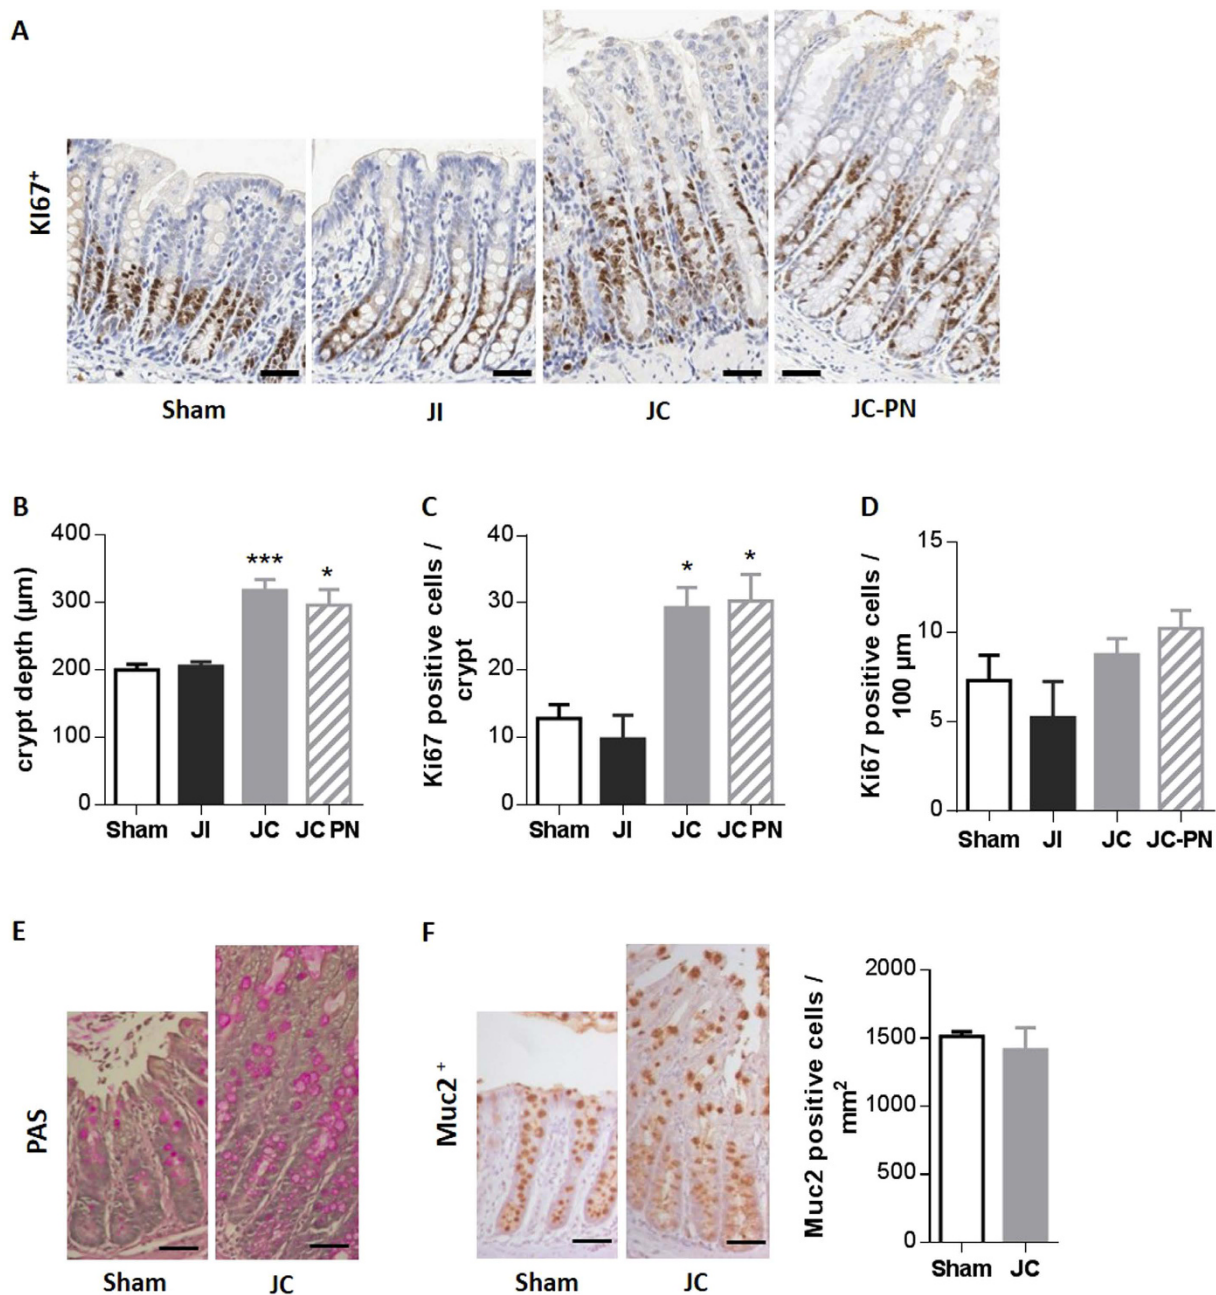 A
KI67+
Sham
JI
JC
JC-PN
B
crypt depth (µm)
400
300
200
100
0
***
*
Sham
JI
JC
JC PN
C
Ki67 positive cells /
crypt
40
30
20
10
0
*
*
Sham
JI
JC
JC PN
D
Ki67 positive cells /
100 µm
15
10
5
0
Sham
JI
JC
JC-PN
E
PAS
Sham
JC
F
Muc2+
Sham
JC
Muc2 positive cells /
mm2
2000
1500
1000
500
0
Sham
JC